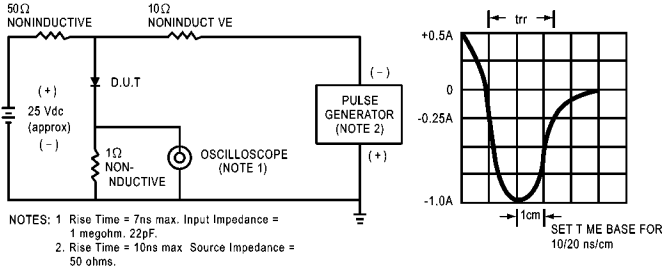 50Ω
NONINDUCTIVE
10Ω
NONINDUCT VE
(+)
25 Vdc
(approx)
(-)
D.U.T
1Ω
NON-
NDUCTIVE
OSCILLOSCOPE
(NOTE 1)
(-)
PULSE
GENERATOR
(NOTE 2)
(+)
trr
+0.5A
0
-0.25A
-1.0A
1cm
SET T ME BASE FOR
10/20 ns/cm
NOTES: 1 Rise Time = 7ns max. Input Impedance =
1 megohm. 22pF.
2. Rise Time = 10ns max Source Impedance =
50 ohms.